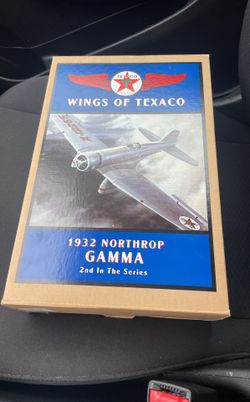 TEXACO
WINGS OF TEXACO
1932 NORTHROP
GAMMA
2nd In The Series